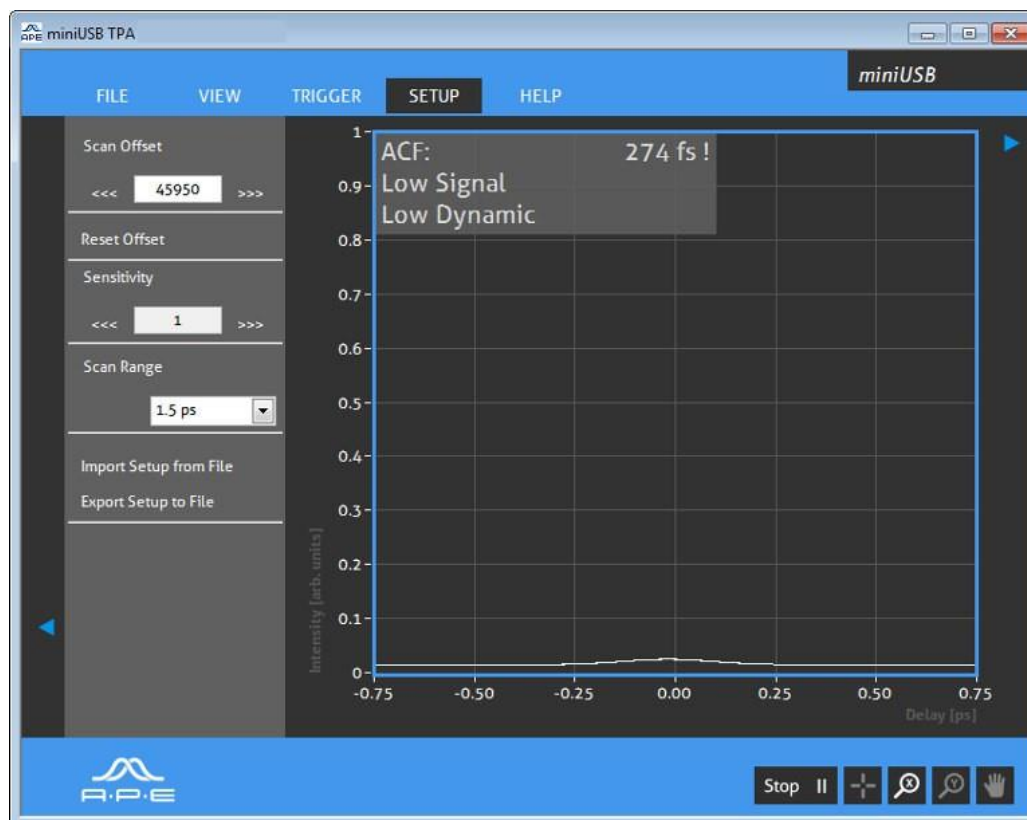 APE miniUSB TPA
miniUSB
FILE VIEW TRIGGER SETUP HELP
Scan Offset
<<< 45950 >>>
Reset Offset
Sensitivity
<<< 1 >>>
Scan Range
1.5 ps
Import Setup from File
Export Setup to File
ACF: 274 fs !
Low Signal
Low Dynamic
1
0.9
0.8
0.7
0.6
0.5
0.4
0.3
0.2
0.1
0
Intensity [arb. units]
-0.75 -0.50 -0.25 0.00 0.25 0.50 0.75
Delay [ps]
A·P·E
Stop II
X
Y